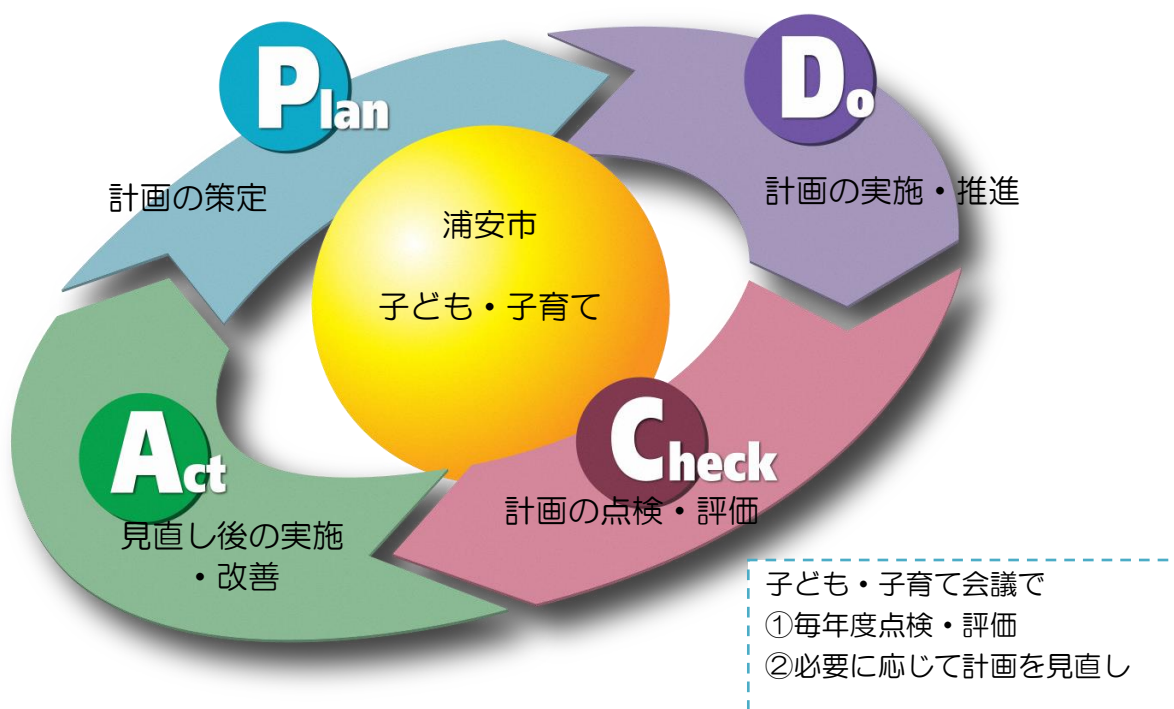 Plan
計画の策定
Do
計画の実施・推進
浦安市
子ども・子育て
Check
計画の点検・評価
Act
見直し後の実施
・改善
子ども・子育て会議で
①毎年度点検・評価
②必要に応じて計画を見直し